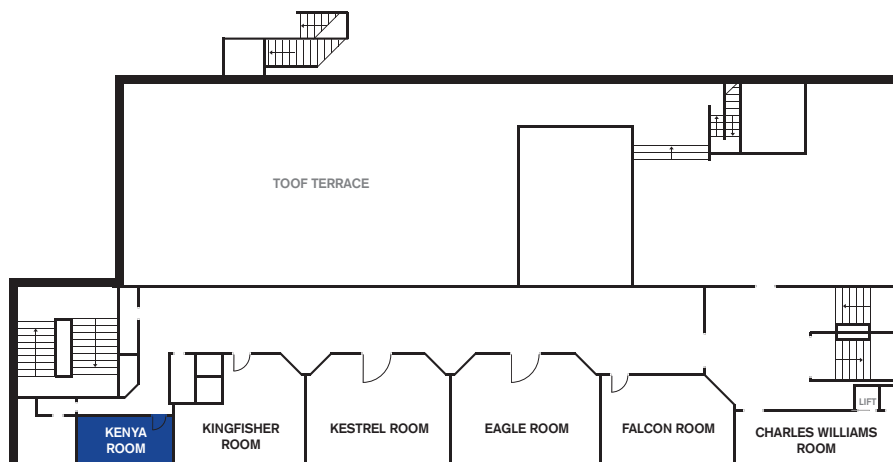 TOOF TERRACE
LIFT
KENYA
ROOM
KINGFISHER
ROOM
KESTREL ROOM
EAGLE ROOM
FALCON ROOM
CHARLES WILLIAMS
ROOM